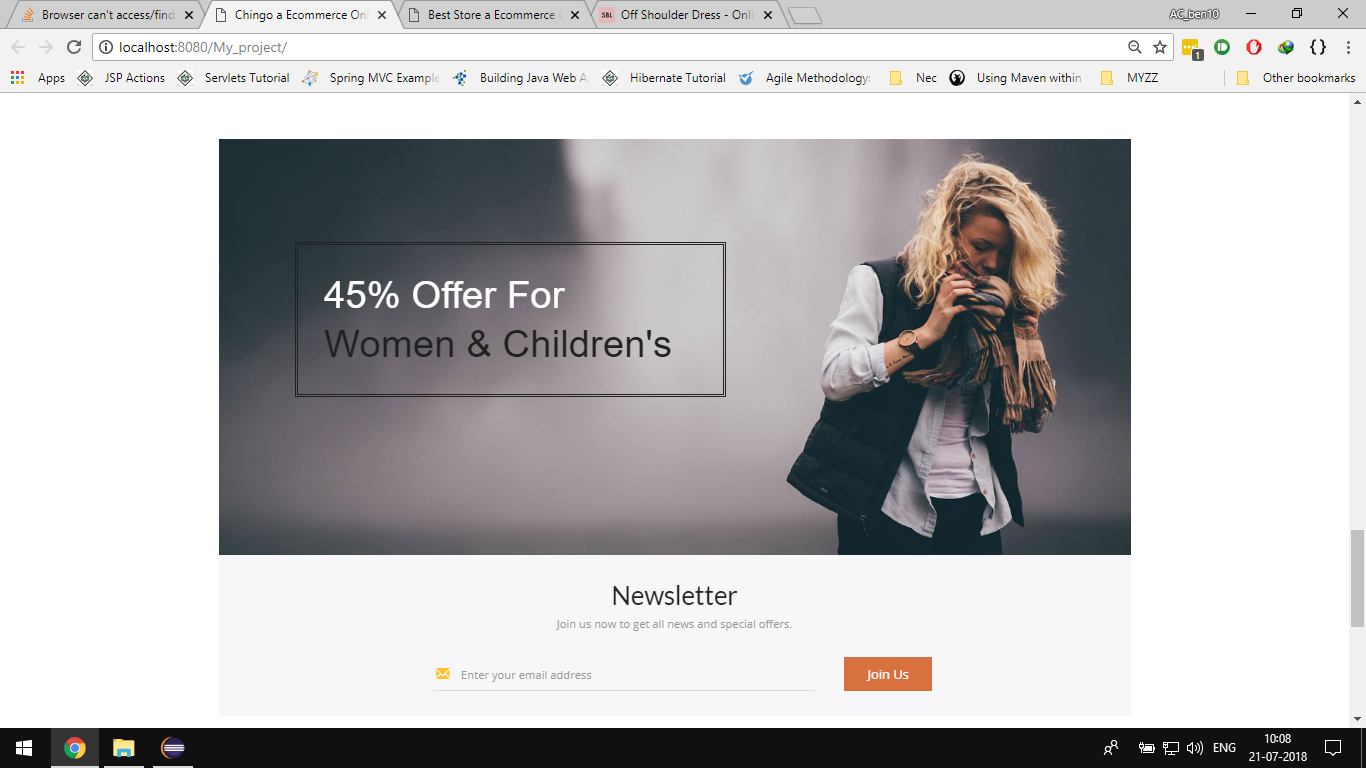 Browser can't access/find
Chingo a Ecommerce Onl
Best Store a Ecommerce
SBL
Off Shoulder Dress - Onli
AC_ben10
localhost:8080/My_project/
1
Apps
JSP Actions
Servlets Tutorial
Spring MVC Example
Building Java Web A
Hibernate Tutorial
Agile Methodology:
Nec
Using Maven within
MYZZ
Other bookmarks
45% Offer For
Women & Children's
Newsletter
Join us now to get all news and special offers.
Enter your email address
Join Us
ENG
10:08
21-07-2018